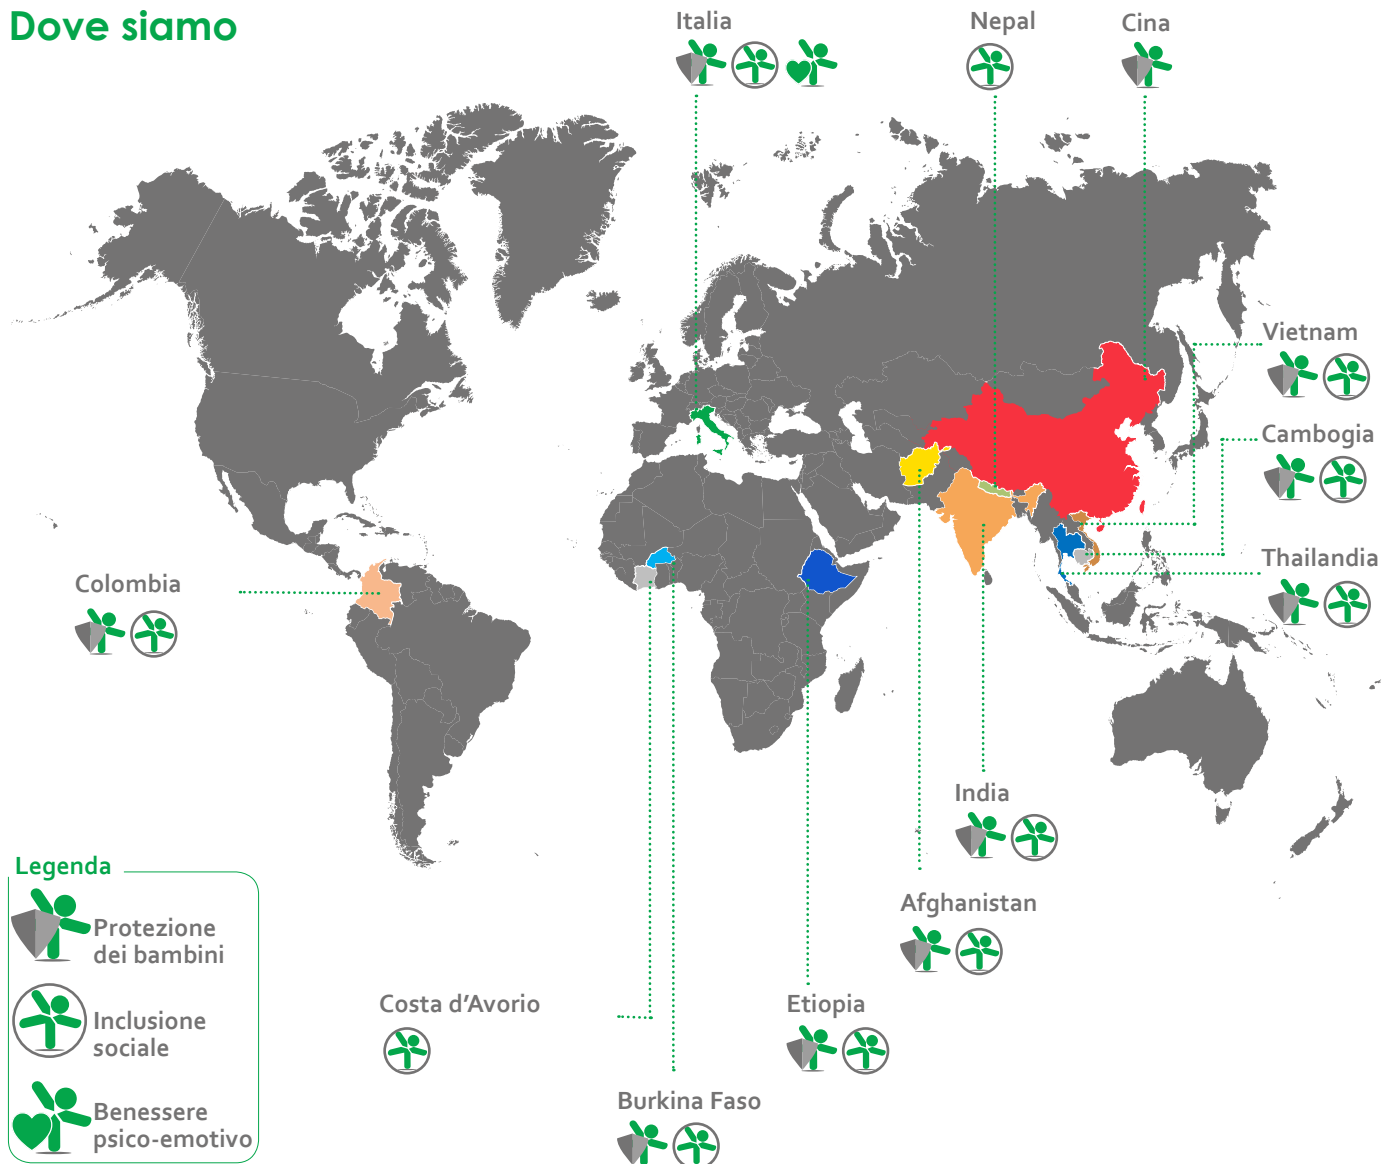 Dove siamo
Italia
Nepal
Cina
Vietnam
Cambogia
Thailandia
Colombia
India
Afghanistan
Costa d'Avorio
Etiopia
Burkina Faso
Legenda
Protezione
dei bambini
Inclusione
sociale
Benessere
psico-emotivo